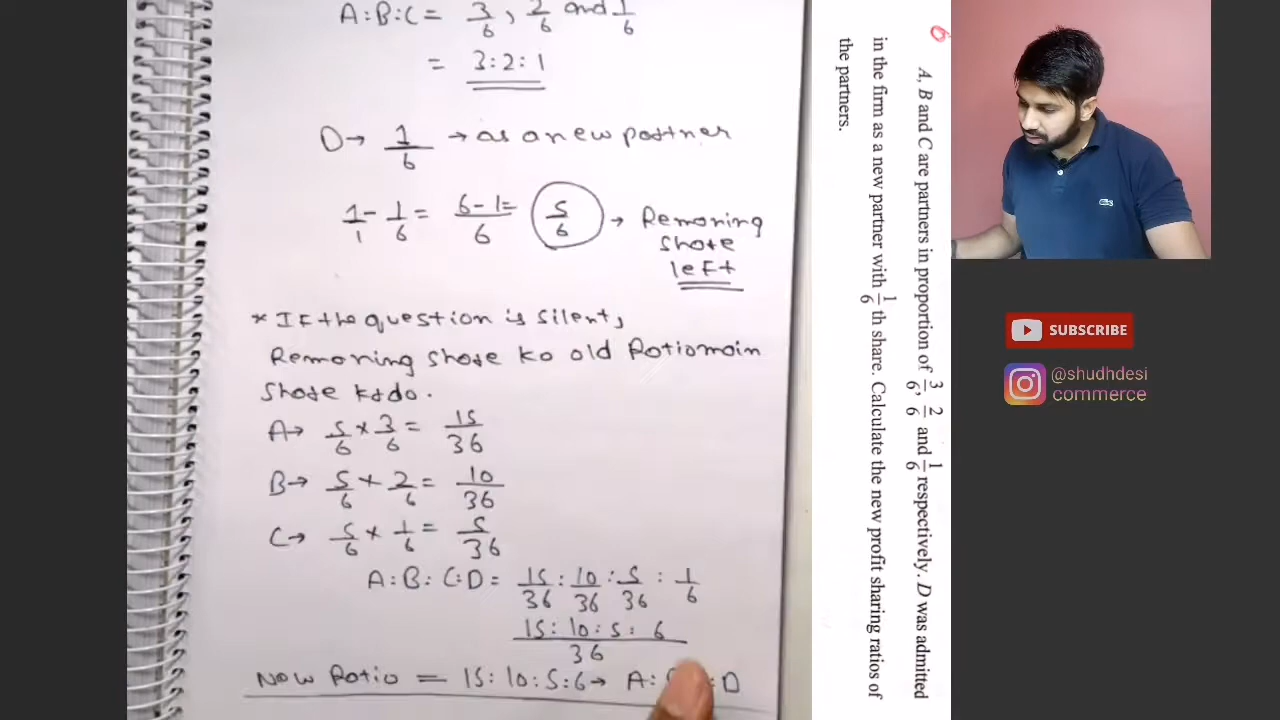 A:B:C = 3/6, 2/6 and 1/6
= 3:2:1
D→ 1/6 → as a new partner
1/1 - 1/6 = 6-1/6 = 5/6 → Remaining
share
left
* If the question is silent,
Remaining share ko old Ratio main
share krdo.
A→ 5/6 × 3/6 = 15/36
B→ 5/6 × 2/6 = 10/36
C→ 5/6 × 1/6 = 5/36
A:B:C:D = 15/36 : 10/36 : 5/36 : 1/6
15:10:5:6
36
New Ratio = 15:10:5:6 → A: :D
6
A, B and C are partners in proportion of 3/6, 2/6 and 1/6 respectively. D was admitted
in the firm as a new partner with 1/6 th share. Calculate the new profit sharing ratios of
the partners.
SUBSCRIBE
@shudhdesi
commerce